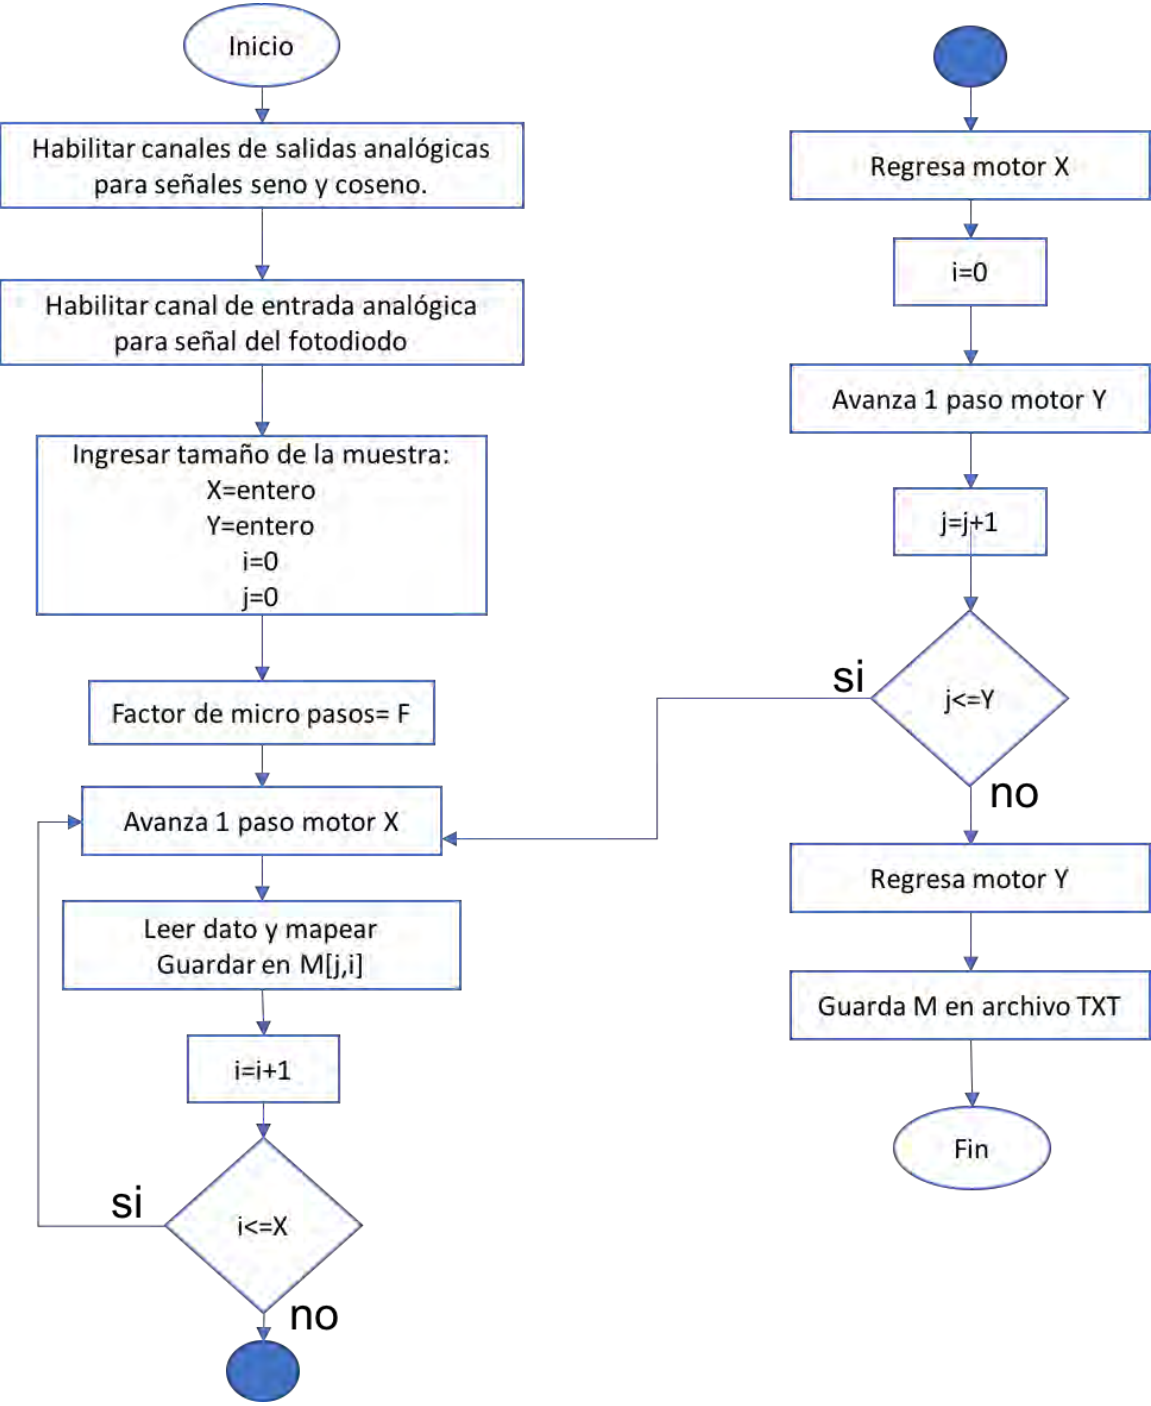 Inicio
Habilitar canales de salidas analógicas
para señales seno y coseno.
Habilitar canal de entrada analógica
para señal del fotodiodo
Ingresar tamaño de la muestra:
X=entero
Y=entero
i=0
j=0
Factor de micro pasos= F
Avanza 1 paso motor X
Leer dato y mapear
Guardar en M[j,i]
i=i+1
si
i<=X
no
Regresa motor X
i=0
Avanza 1 paso motor Y
j=j+1
si
j<=Y
no
Regresa motor Y
Guarda M en archivo TXT
Fin